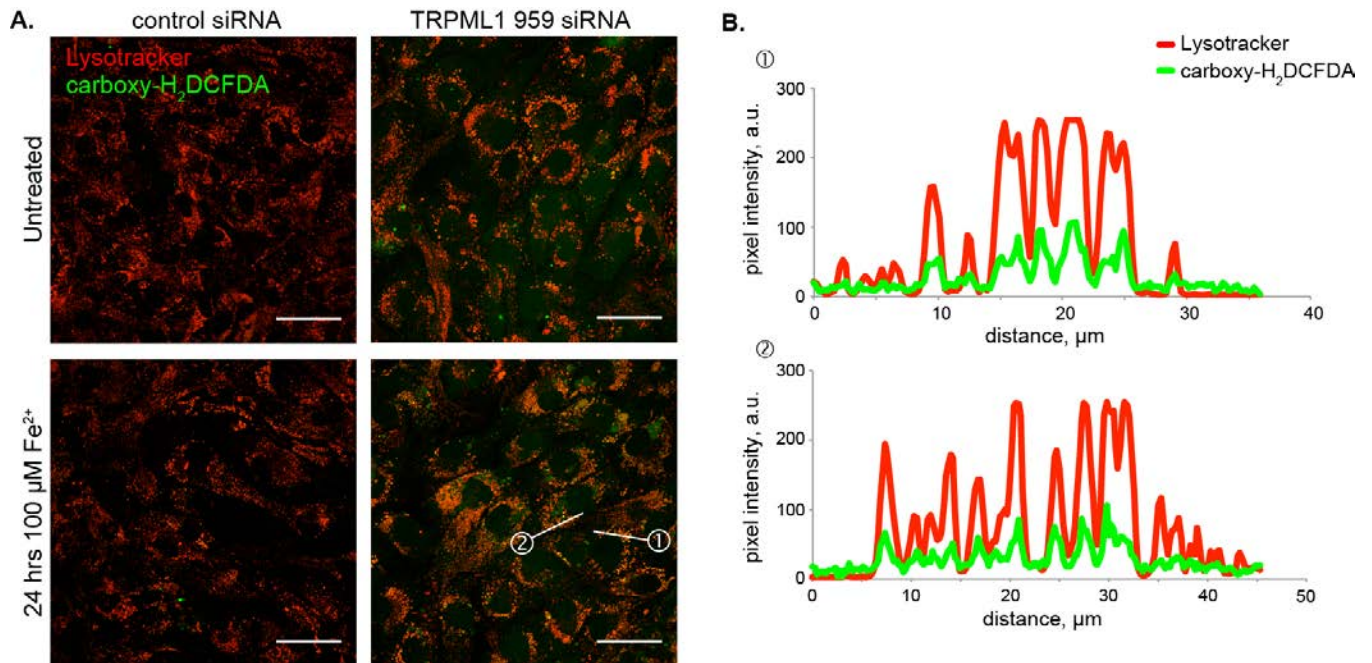 A.
control siRNA
TRPML1 959 siRNA
Lysotracker
carboxy-H₂DCFDA
Untreated
24 hrs 100 µM Fe²⁺
② ①
B.
Lysotracker
carboxy-H₂DCFDA
①
300
200
100
0
pixel intensity, a.u.
0 10 20 30 40
distance, µm
②
300
200
100
0
pixel intensity, a.u.
0 10 20 30 40 50
distance, µm